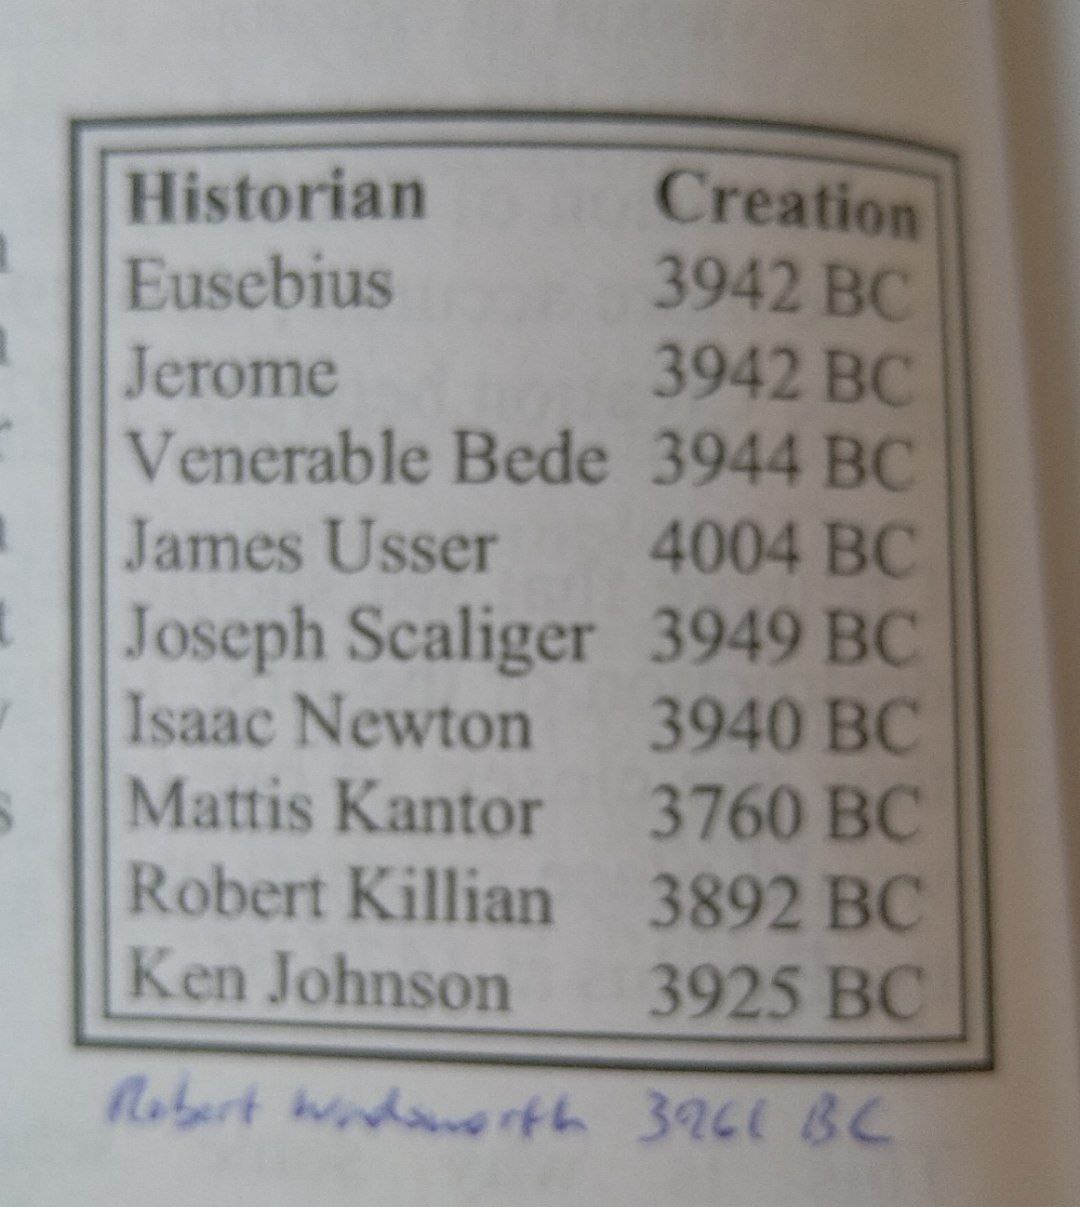 Historian Creation
Eusebius 3942 BC
Jerome 3942 BC
Venerable Bede 3944 BC
James Usser 4004 BC
Joseph Scaliger 3949 BC
Isaac Newton 3940 BC
Mattis Kantor 3760 BC
Robert Killian 3892 BC
Ken Johnson 3925 BC
Robert BC